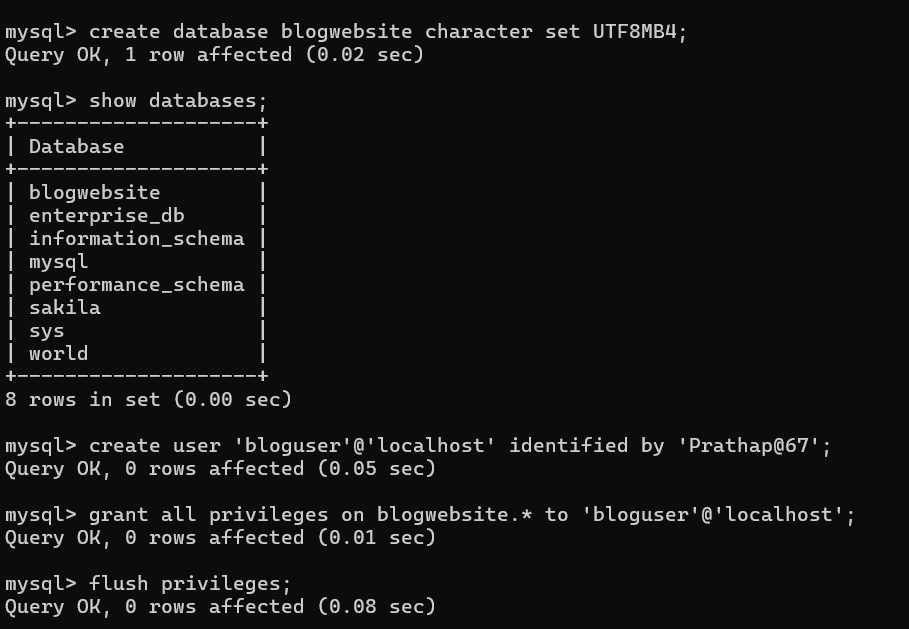 mysql> create database blogwebsite character set UTF8MB4;
Query OK, 1 row affected (0.02 sec)
mysql> show databases;
+--------------------+
| Database           |
+--------------------+
| blogwebsite        |
| enterprise_db      |
| information_schema |
| mysql              |
| performance_schema |
| sakila             |
| sys                |
| world              |
+--------------------+
8 rows in set (0.00 sec)
mysql> create user 'bloguser'@'localhost' identified by 'Prathap@67';
Query OK, 0 rows affected (0.05 sec)
mysql> grant all privileges on blogwebsite.* to 'bloguser'@'localhost';
Query OK, 0 rows affected (0.01 sec)
mysql> flush privileges;
Query OK, 0 rows affected (0.08 sec)